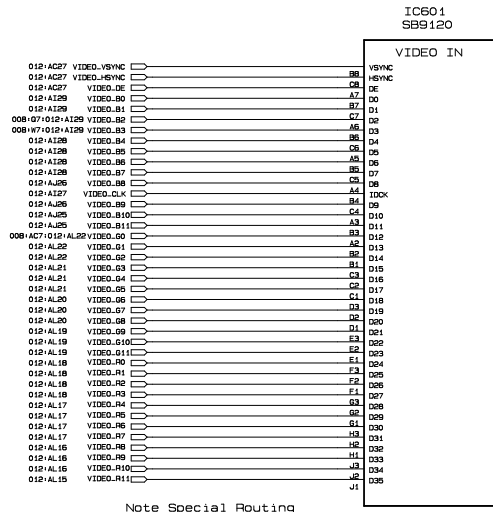 IC601
SB9120
VIDEO IN
012:AC27 VIDEO_VSYNC B8 VSYNC
012:AC27 VIDEO_HSYNC C8 HSYNC
012:AC27 VIDEO_DE A7 DE
012:AI29 VIDEO_B0 B7 D0
012:AI29 VIDEO_B1 C7 D1
008:G7:012:AI29 VIDEO_B2 A6 D2
008:W7:012:AI29 VIDEO_B3 B6 D3
012:AI28 VIDEO_B4 C6 D4
012:AI28 VIDEO_B5 A5 D5
012:AI28 VIDEO_B6 B5 D6
012:AI28 VIDEO_B7 C5 D7
012:AJ26 VIDEO_B8 A4 D8
012:AI27 VIDEO_CLK B4 IDCK
012:AJ26 VIDEO_B9 C4 D9
012:AJ25 VIDEO_B10 A3 D10
012:AJ25 VIDEO_B11 B3 D11
008:AC7:012:AL22 VIDEO_G0 A2 D12
012:AL22 VIDEO_G1 B2 D13
012:AL22 VIDEO_G2 B1 D14
012:AL21 VIDEO_G3 C3 D15
012:AL21 VIDEO_G4 C2 D16
012:AL21 VIDEO_G5 C1 D17
012:AL20 VIDEO_G6 D3 D18
012:AL20 VIDEO_G7 D2 D19
012:AL20 VIDEO_G8 D1 D20
012:AL19 VIDEO_G9 E3 D21
012:AL19 VIDEO_G10 E2 D22
012:AL19 VIDEO_G11 E1 D23
012:AL18 VIDEO_R0 F3 D24
012:AL18 VIDEO_R1 F2 D25
012:AL18 VIDEO_R2 F1 D26
012:AL18 VIDEO_R3 G3 D27
012:AL17 VIDEO_R4 G2 D28
012:AL17 VIDEO_R5 G1 D29
012:AL17 VIDEO_R6 H3 D30
012:AL17 VIDEO_R7 H2 D31
012:AL16 VIDEO_R8 H1 D32
012:AL16 VIDEO_R9 J3 D33
012:AL16 VIDEO_R10 J2 D34
012:AL15 VIDEO_R11 J1 D35
Note Special Routing